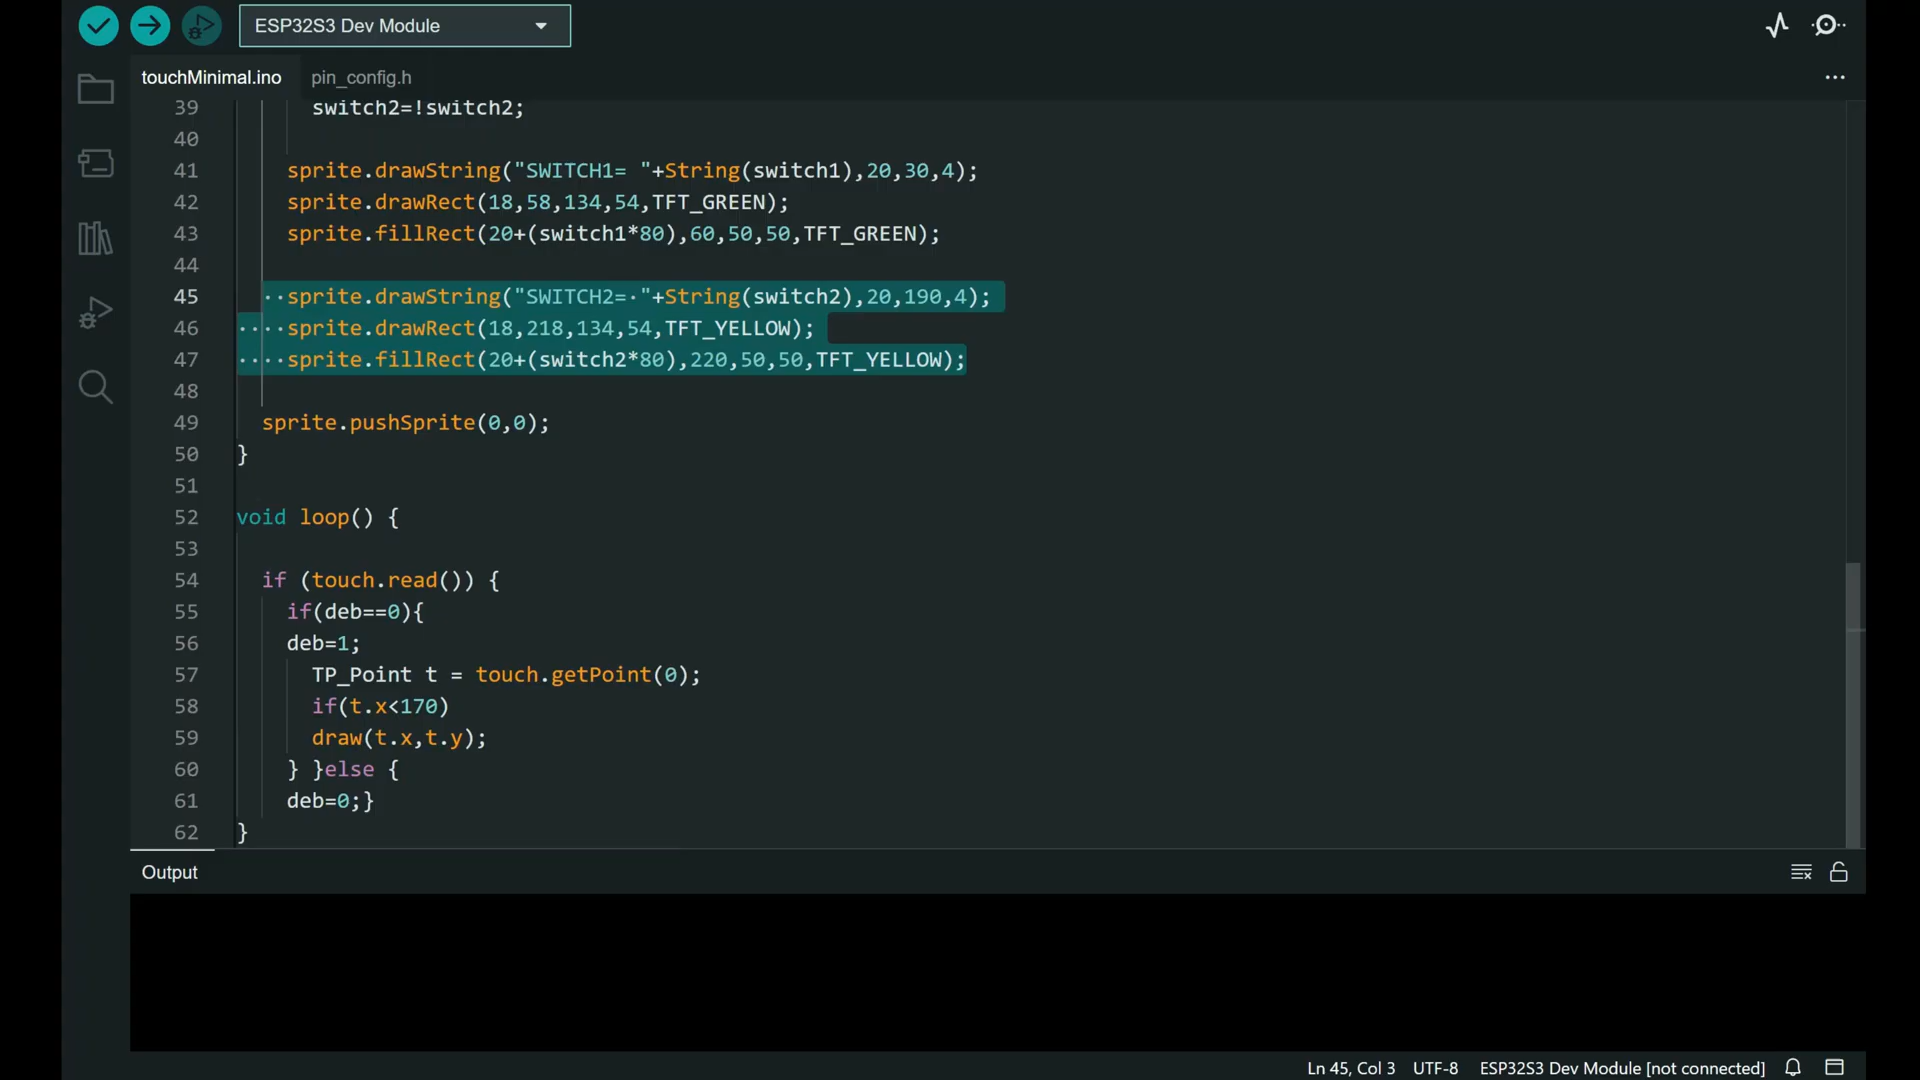 ESP32S3 Dev Module
touchMinimal.ino pin_config.h
39 switch2=!switch2;
40
41 sprite.drawString("SWITCH1= "+String(switch1),20,30,4);
42 sprite.drawRect(18,58,134,54,TFT_GREEN);
43 sprite.fillRect(20+(switch1*80),60,50,50,TFT_GREEN);
44
45 sprite.drawString("SWITCH2= "+String(switch2),20,190,4);
46 sprite.drawRect(18,218,134,54,TFT_YELLOW);
47 sprite.fillRect(20+(switch2*80),220,50,50,TFT_YELLOW);
48
49 sprite.pushSprite(0,0);
50 }
51
52 void loop() {
53
54 if (touch.read()) {
55 if(deb==0){
56 deb=1;
57 TP_Point t = touch.getPoint(0);
58 if(t.x<170)
59 draw(t.x,t.y);
60 } }else {
61 deb=0;}
62 }
Output
Ln 45, Col 3 UTF-8 ESP32S3 Dev Module [not connected]